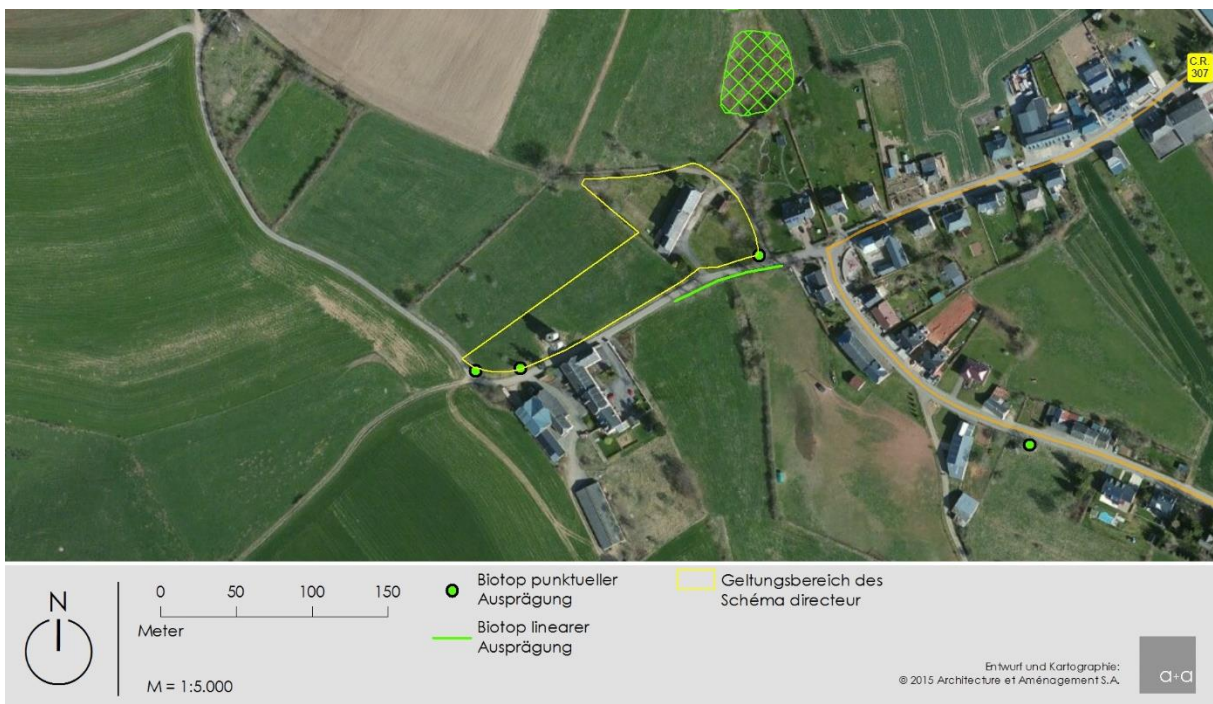 C.R.
307
N
0 50 100 150
Meter
M = 1:5.000
Biotop punktueller
Ausprägung
Biotop linearer
Ausprägung
Geltungsbereich des
Schéma directeur
Entwurf und Kartographie:
© 2015 Architecture et Aménagement S.A.
a+a